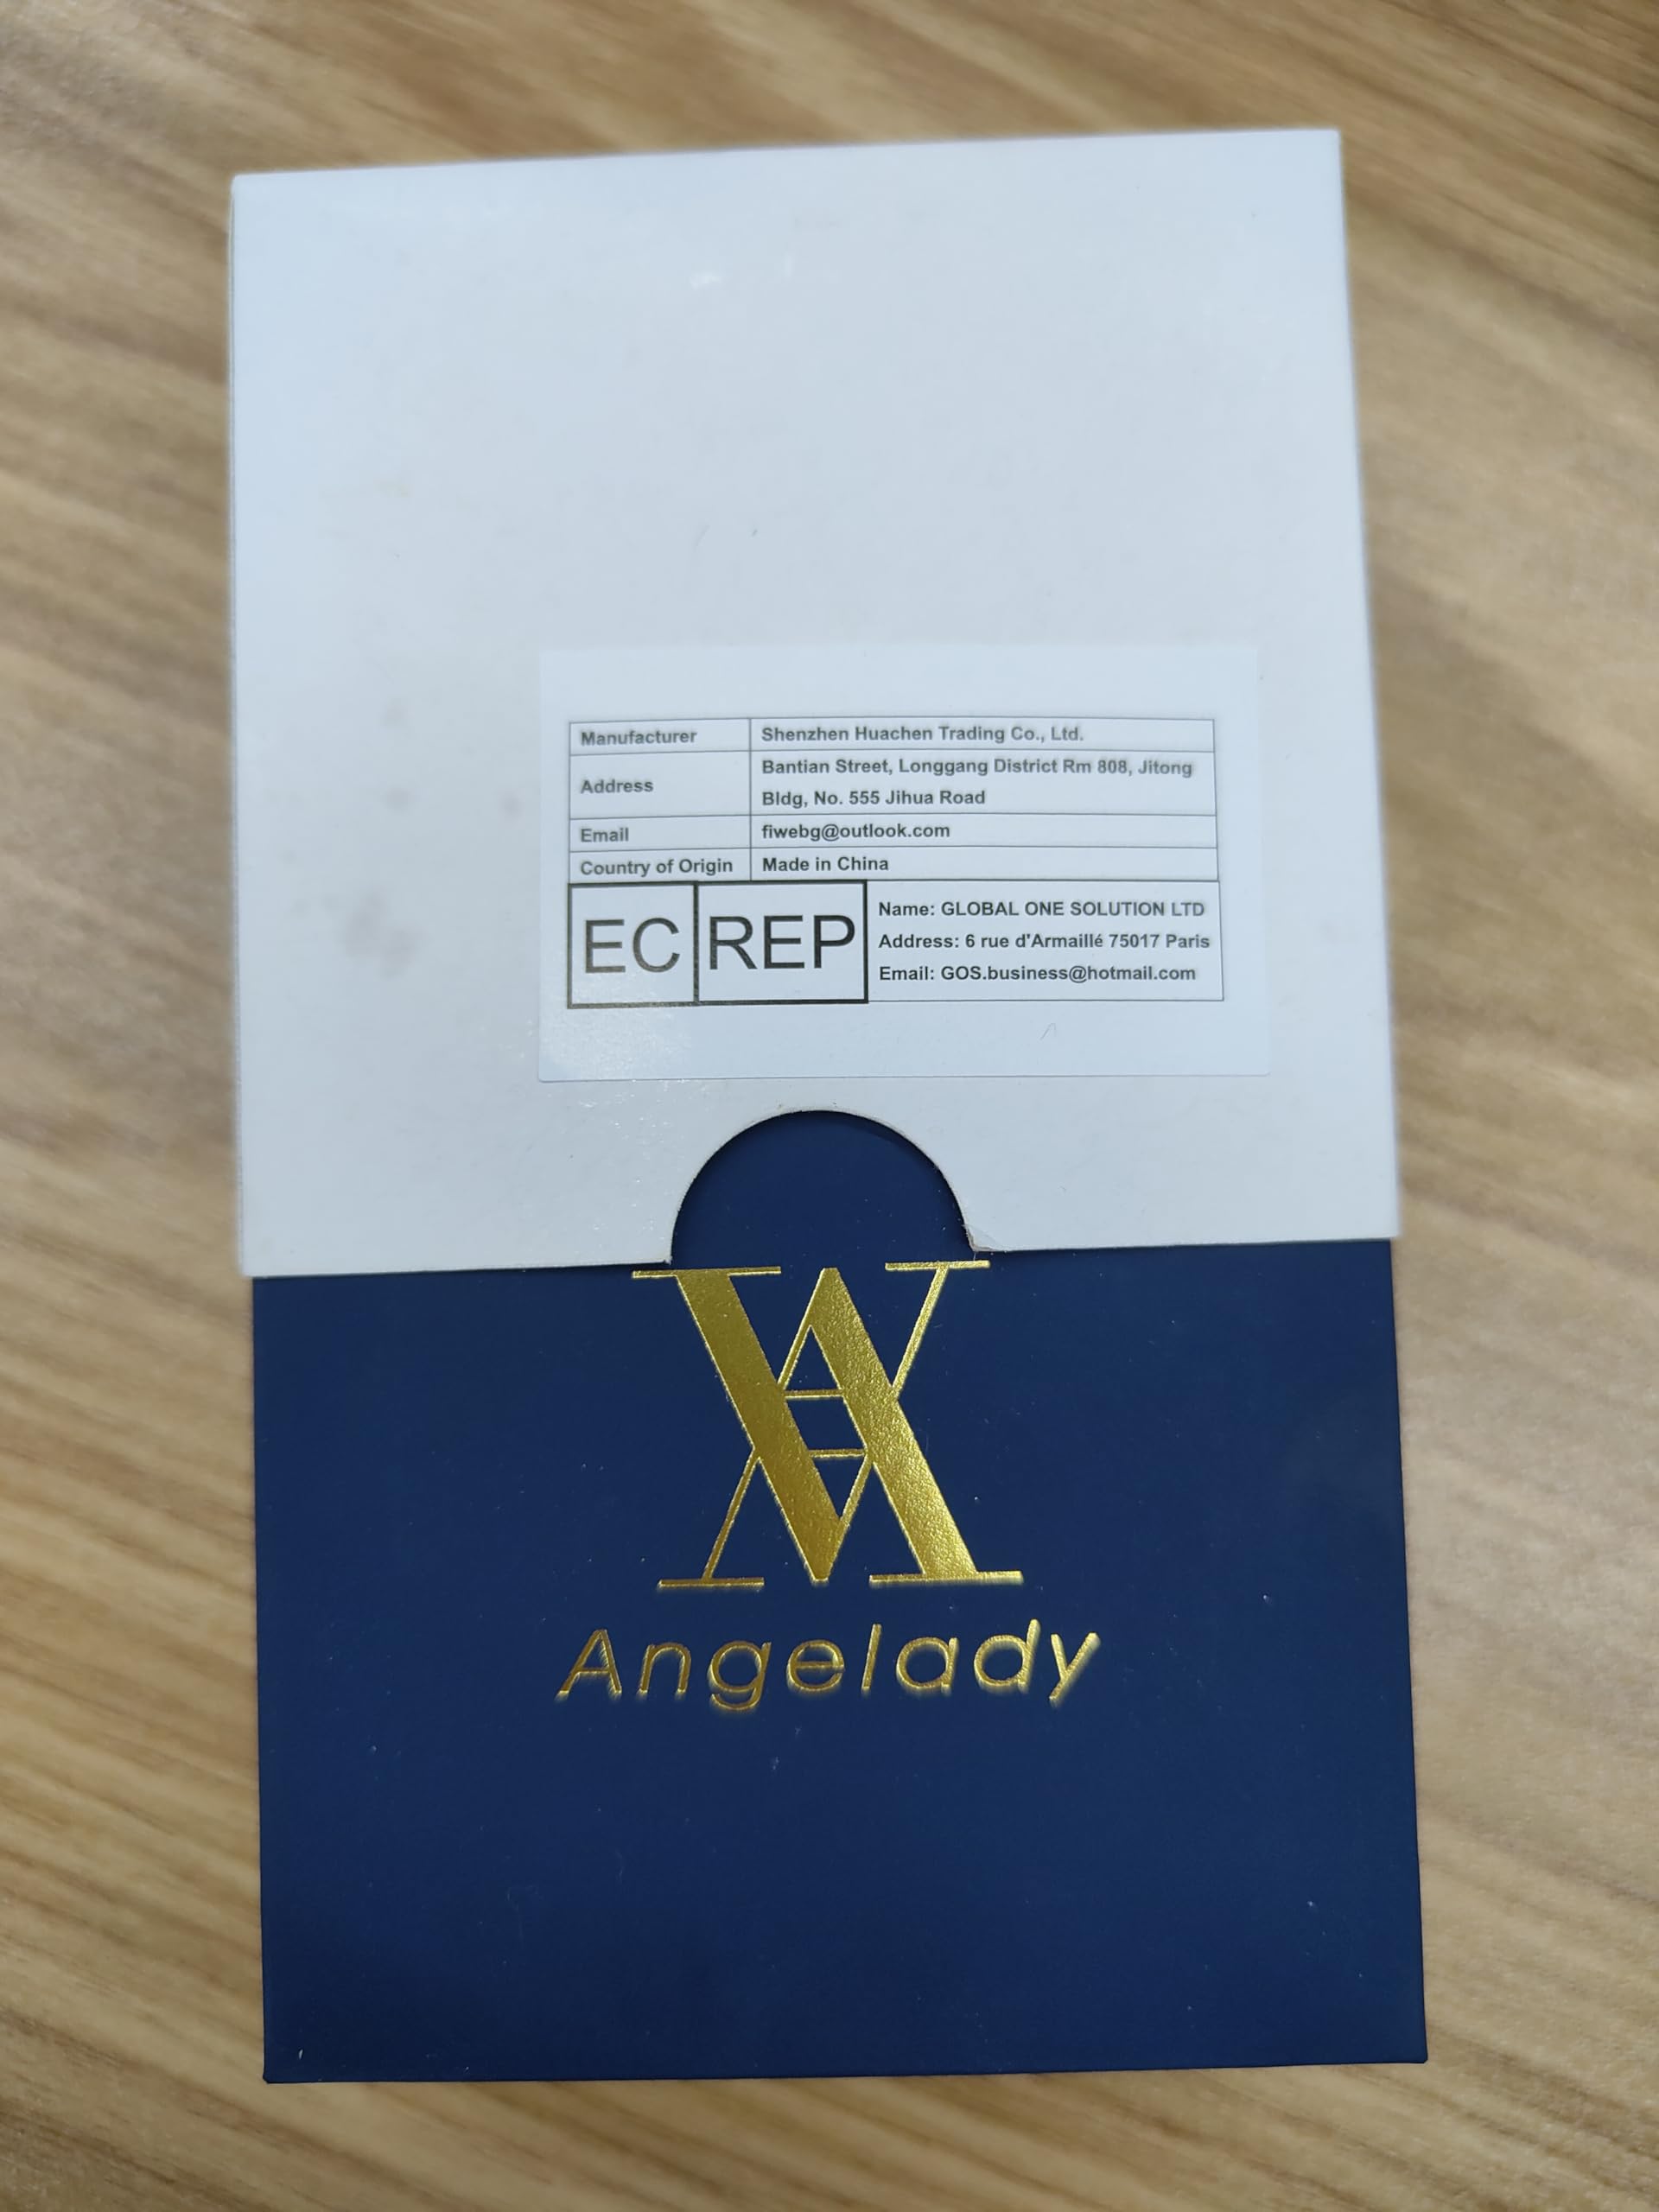 Manufacturer Shenzhen Huachen Trading Co., Ltd.
Address Bantian Street, Longgang District Rm 808, Jitong
Bldg, No. 555 Jihua Road
Email fiwebg@outlook.com
Country of Origin Made in China
EC REP
Name: GLOBAL ONE SOLUTION LTD
Address: 6 rue d'Armaillé 75017 Paris
Email: GOS.business@hotmail.com
Angelady